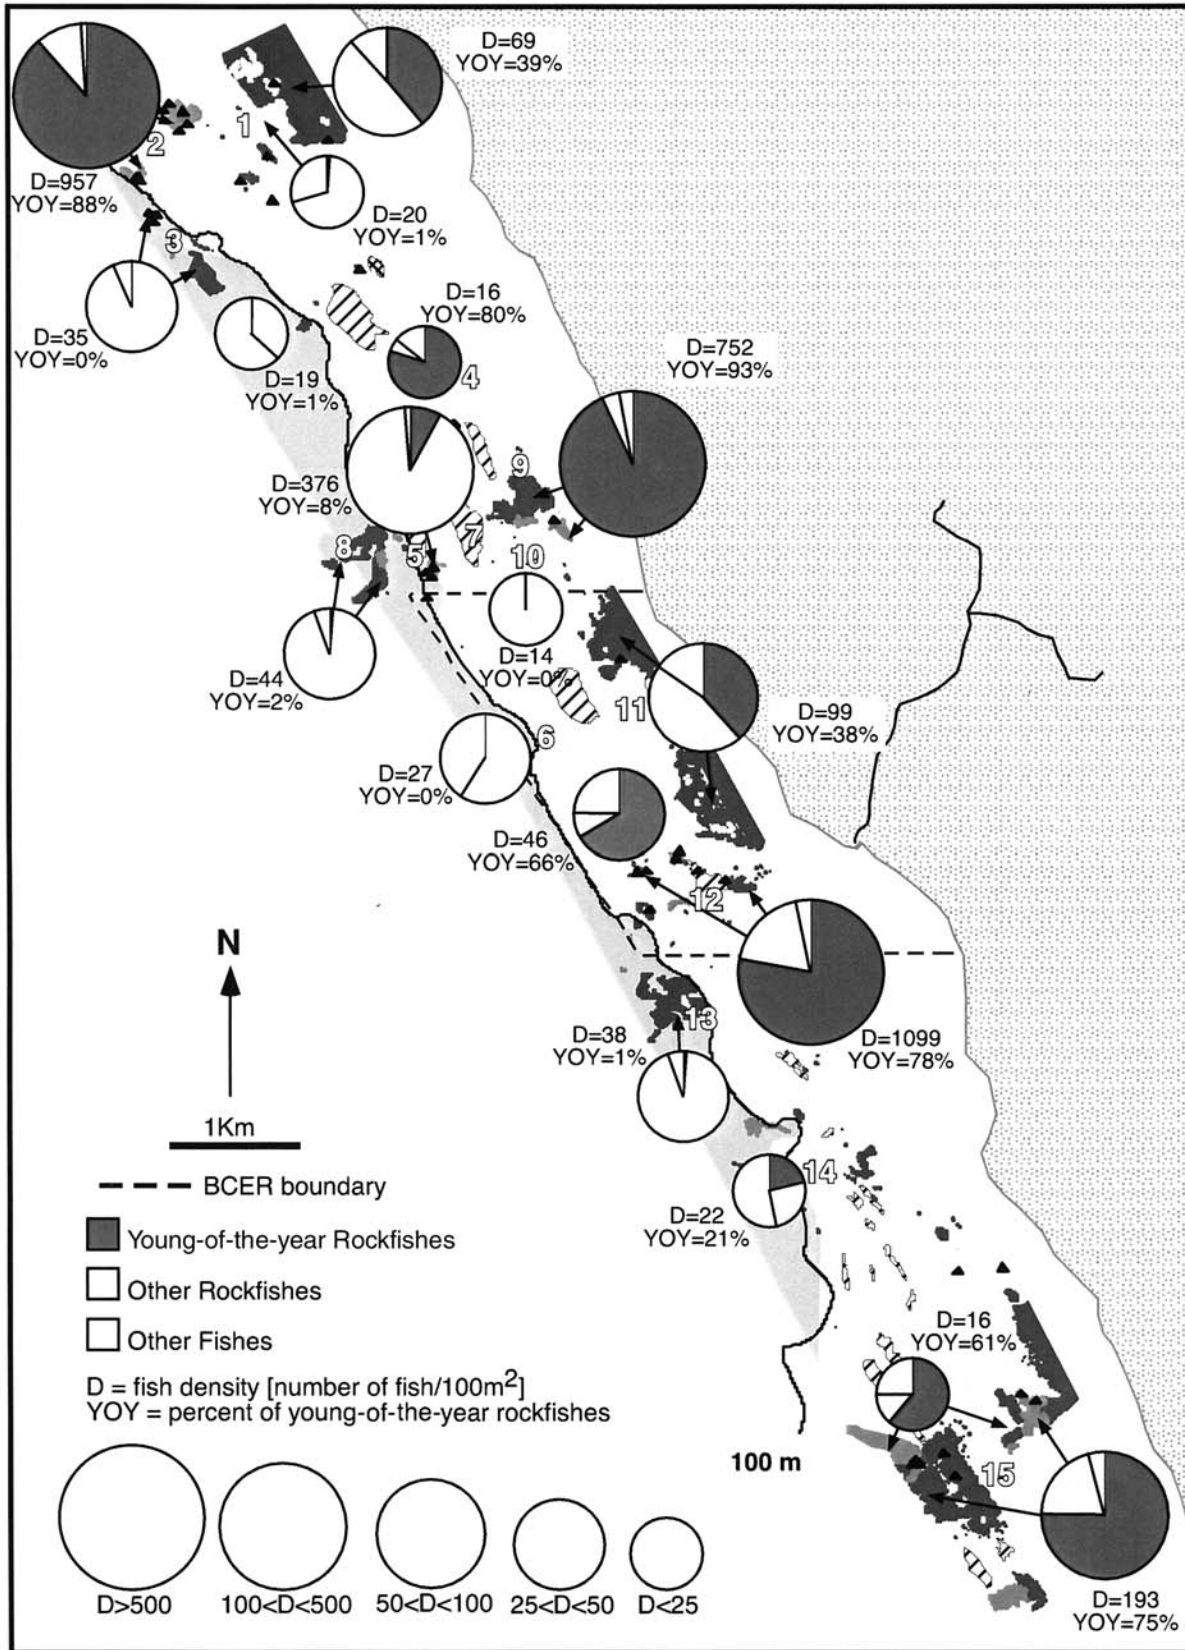 D=69
YOY=39%
1
2
D=957
YOY=88%
D=20
YOY=1%
3
D=16
YOY=80%
D=35
YOY=0%
D=19
YOY=1%
4
D=752
YOY=93%
9
D=376
YOY=8%
7
8
5
10
D=14
YOY=0%
D=44
YOY=2%
11
D=99
YOY=38%
6
D=27
YOY=0%
D=46
YOY=66%
12
N
13
D=38
YOY=1%
D=1099
YOY=78%
1Km
BCER boundary
14
D=22
YOY=21%
Young-of-the-year Rockfishes
Other Rockfishes
Other Fishes
D=16
YOY=61%
D = fish density [number of fish/100m2]
YOY = percent of young-of-the-year rockfishes
100 m
15
D>500
100<D<500
50<D<100
25<D<50
D<25
D=193
YOY=75%